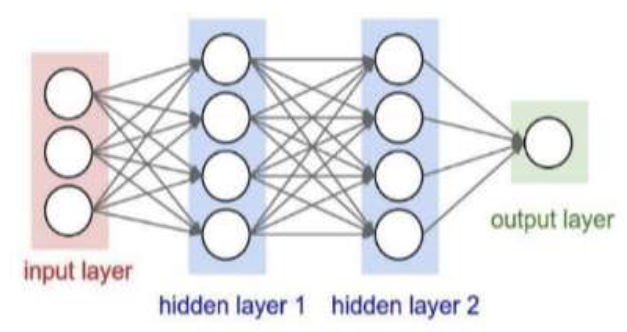 input layer
hidden layer 1
hidden layer 2
output layer